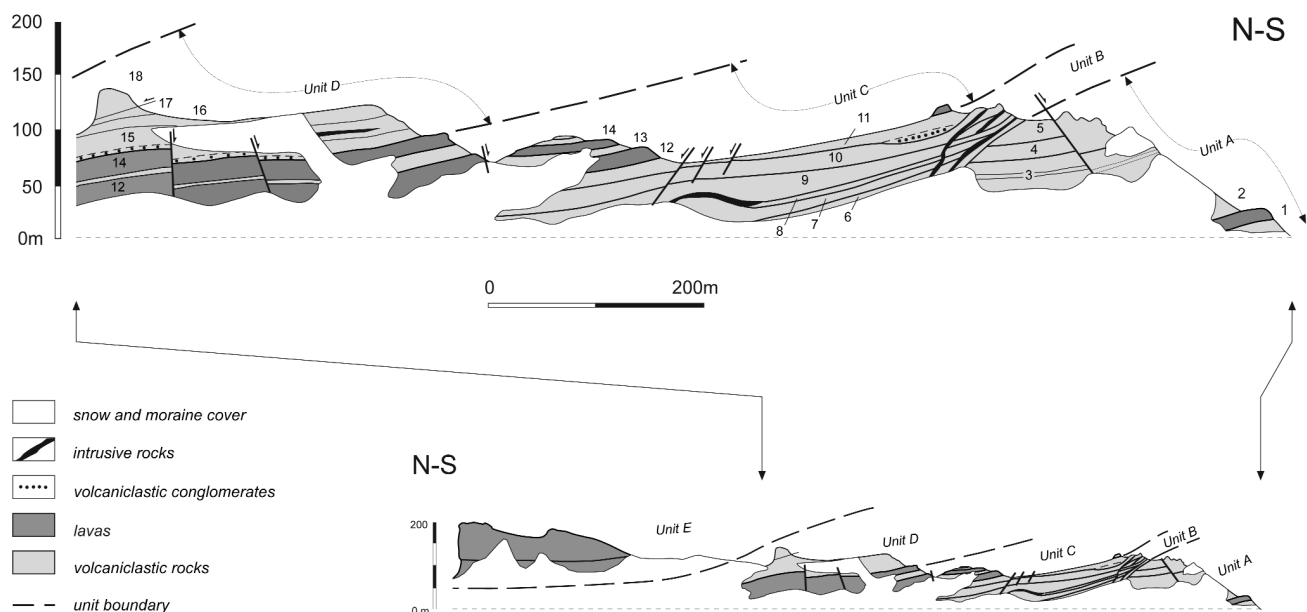 200
N-S
150
100
50
0m
Unit D
Unit C
Unit B
Unit A
18
17
16
15
14
12
14
13
12
11
10
9
8
7
6
5
4
3
2
1
0
200m
snow and moraine cover
intrusive rocks
volcaniclastic conglomerates
lavas
volcaniclastic rocks
unit boundary
N-S
200
0 m
Unit E
Unit D
Unit C
Unit B
Unit A